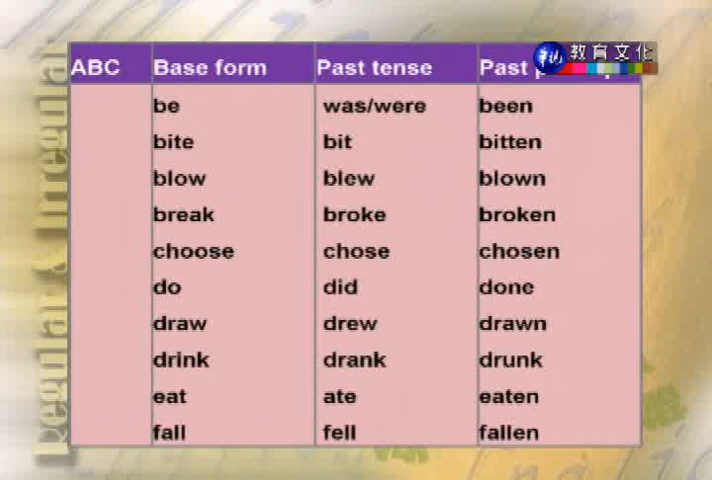 華視 教育文化
ABC Base form Past tense Past
be was/were been
bite bit bitten
blow blew blown
break broke broken
choose chose chosen
do did done
draw drew drawn
drink drank drunk
eat ate eaten
fall fell fallen
Regular & Irregular